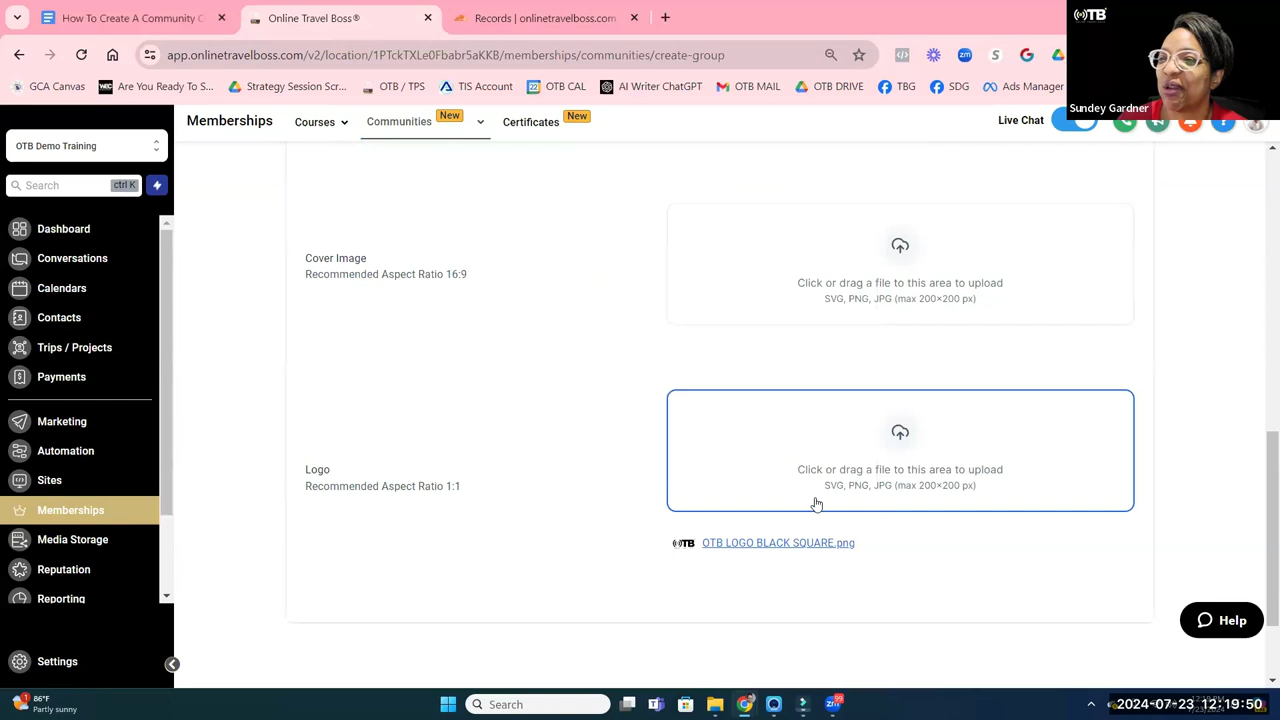 How To Create A Community C
Online Travel Boss®
Records | onlinetravelboss.com
app.onlinetravelboss.com/v2/location/1PTckTXLe0Fbabr5aKKB/memberships/communities/create-group
GCA Canvas
Are You Ready To S...
Strategy Session Scr...
OTB / TPS
TTI Account
OTB CAL
AI Writer ChatGPT
OTB MAIL
OTB DRIVE
TBG
SDG
Ads Manager
OTB
Sundey Gardner
Memberships
Courses
Communities
New
Certificates
New
Live Chat
OTB Demo Training
Search
ctrl K
Dashboard
Conversations
Calendars
Contacts
Trips / Projects
Payments
Marketing
Automation
Sites
Memberships
Media Storage
Reputation
Reporting
Settings
Cover Image
Recommended Aspect Ratio 16:9
Click or drag a file to this area to upload
SVG, PNG, JPG (max 200×200 px)
Logo
Recommended Aspect Ratio 1:1
Click or drag a file to this area to upload
SVG, PNG, JPG (max 200×200 px)
OTB
OTB LOGO BLACK SQUARE.png
Help
1
86°F
Partly sunny
Search
99
2024-07-23 12:19:50